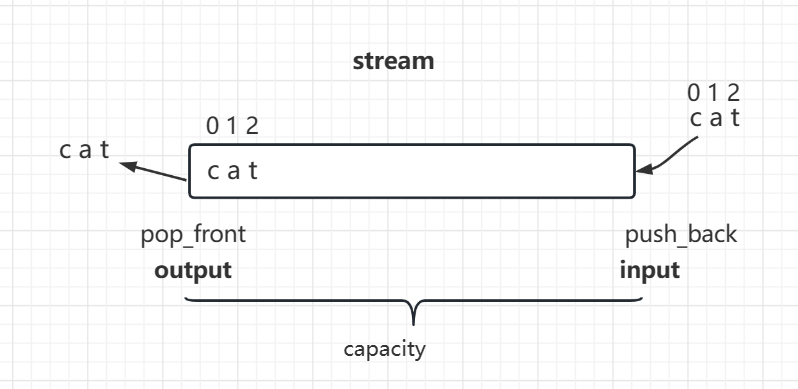 stream
0 1 2
c a t
0 1 2
c a t
c a t
pop_front
push_back
output
input
capacity